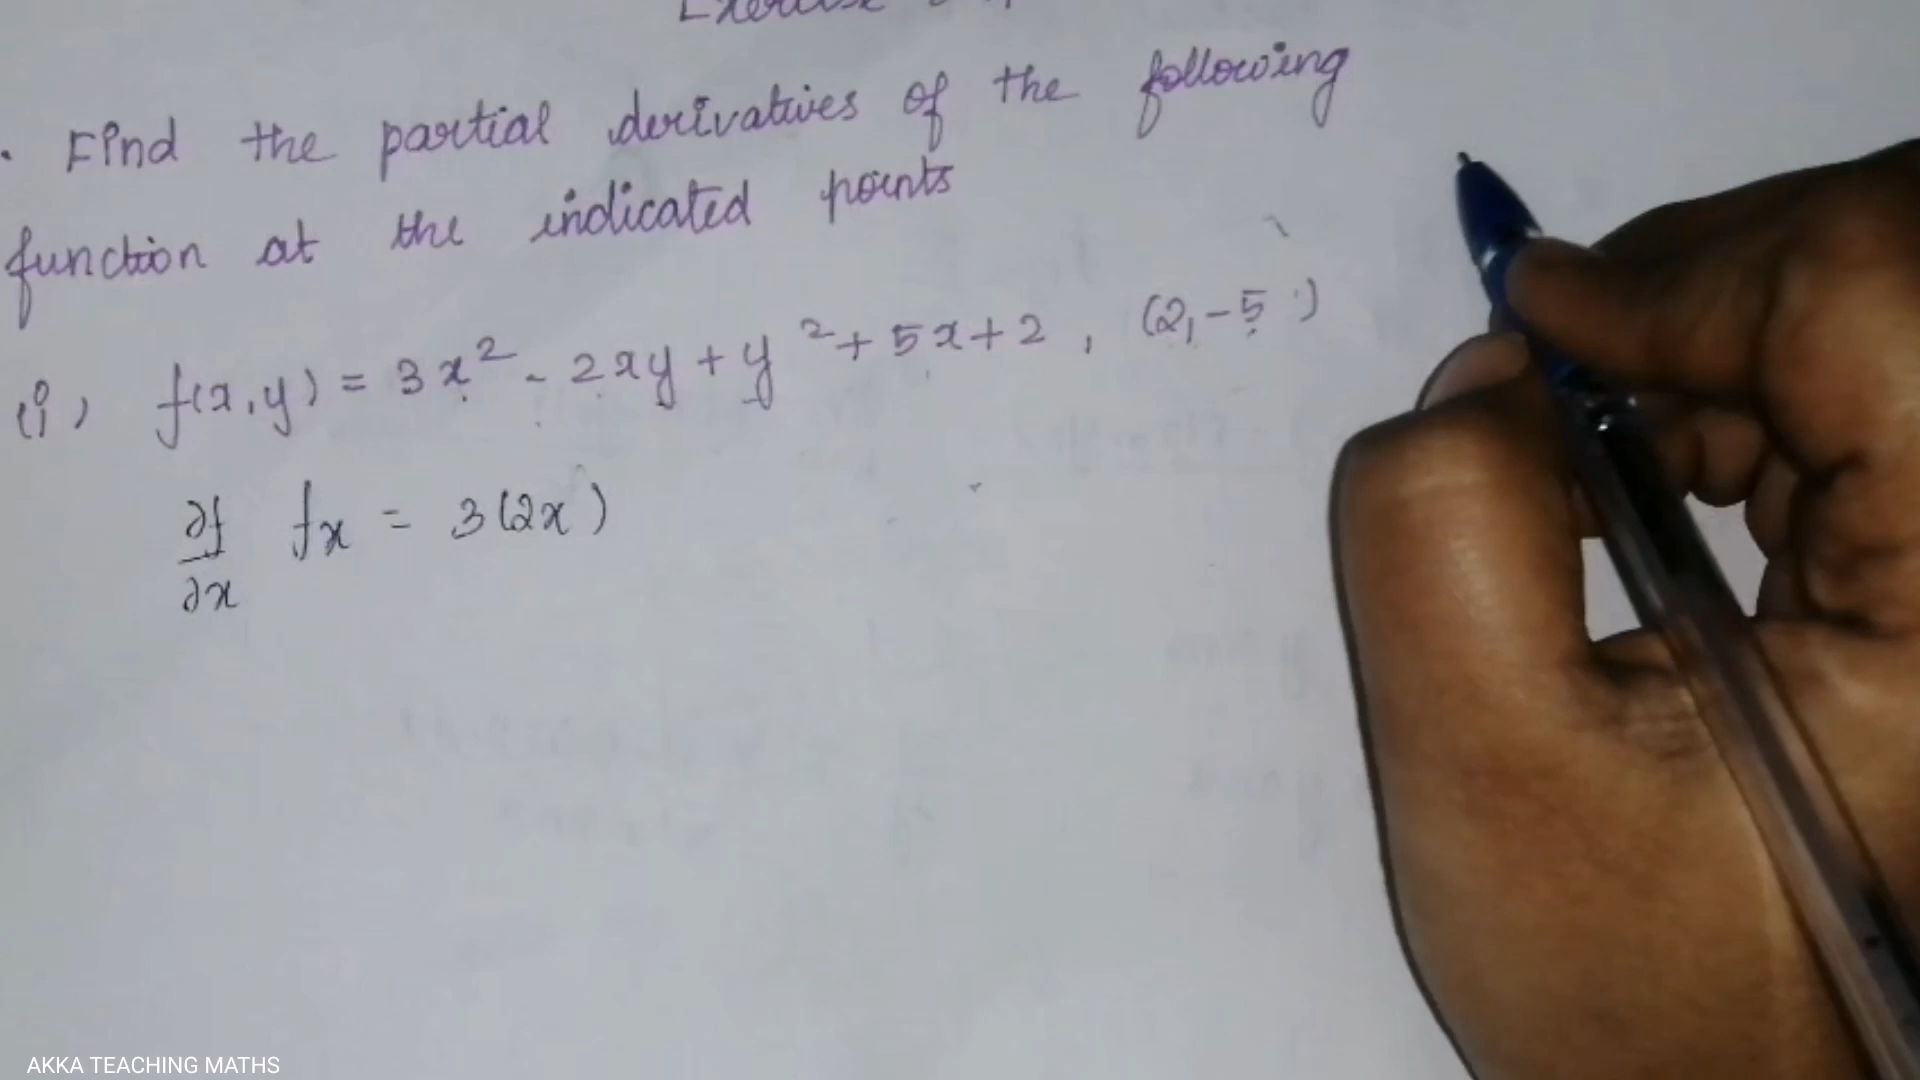 . Find the partial derivatives of the following
function at the indicated points
(i) f(x,y) = 3x² - 2xy + y² + 5x + 2 , (2,-5)
∂f/∂x fx = 3(2x)
AKKA TEACHING MATHS